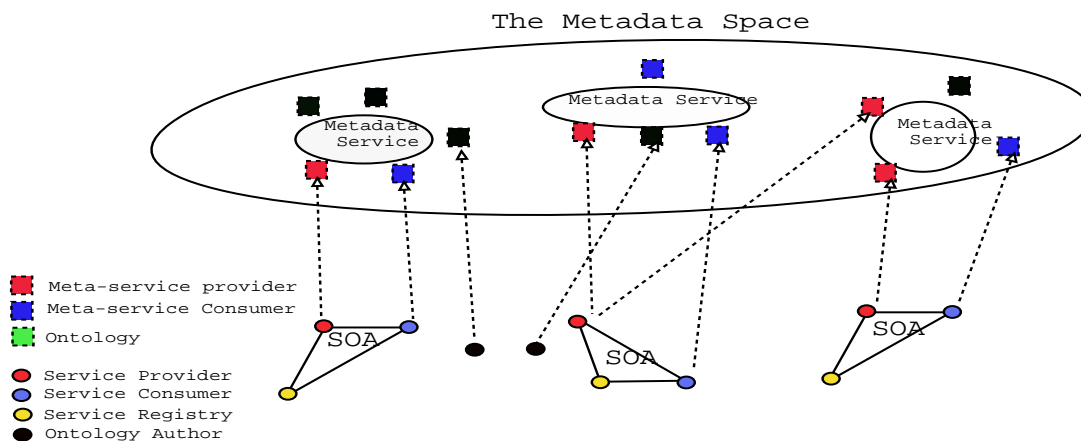 The Metadata Space
Metadata
Service
Metadata Service
Metadata
Service
Meta-service provider
Meta-service Consumer
Ontology
SOA
SOA
SOA
Service Provider
Service Consumer
Service Registry
Ontology Author